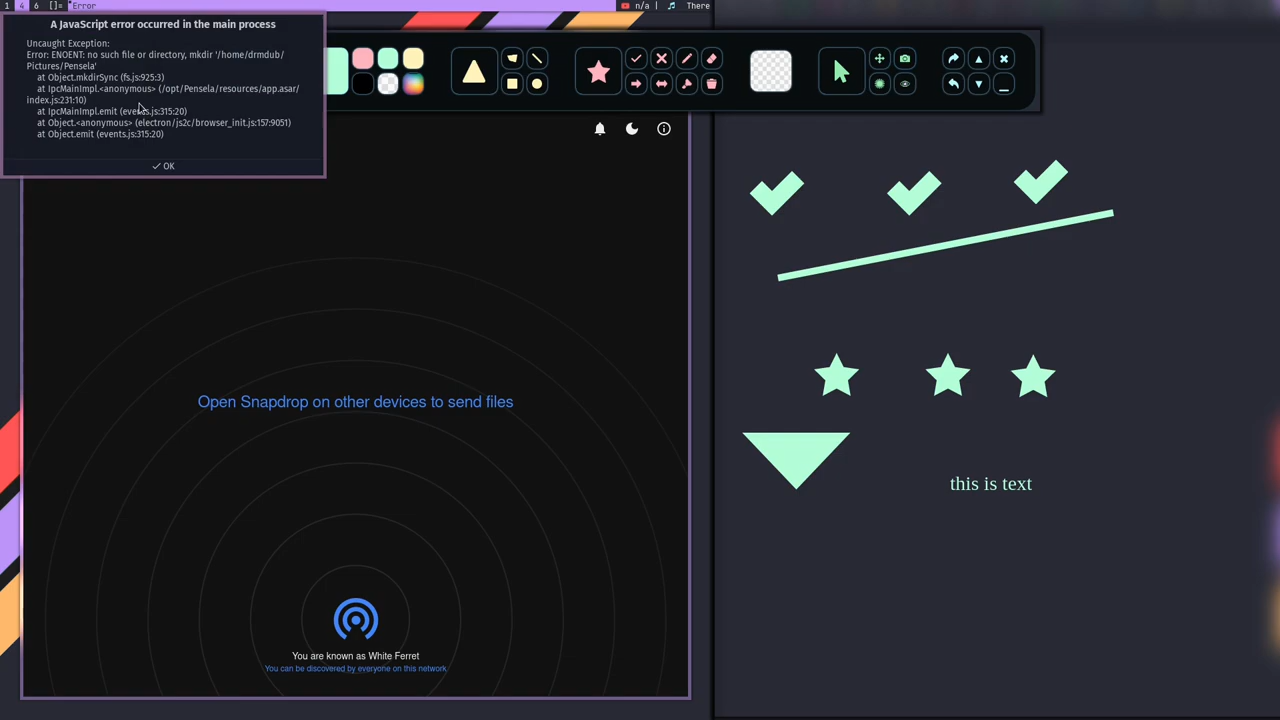 1 4 6 []= Error
n/a | There
A JavaScript error occurred in the main process
Uncaught Exception:
Error: ENOENT: no such file or directory, mkdir '/home/drmdub/
Pictures/Pensela'
at Object.mkdirSync (fs.js:925:3)
at IpcMainImpl.<anonymous> (/opt/Pensela/resources/app.asar/
index.js:231:10)
at IpcMainImpl.emit (events.js:315:20)
at Object.<anonymous> (electron/js2c/browser_init.js:157:9051)
at Object.emit (events.js:315:20)
OK
Open Snapdrop on other devices to send files
this is text
You are known as White Ferret
You can be discovered by everyone on this network